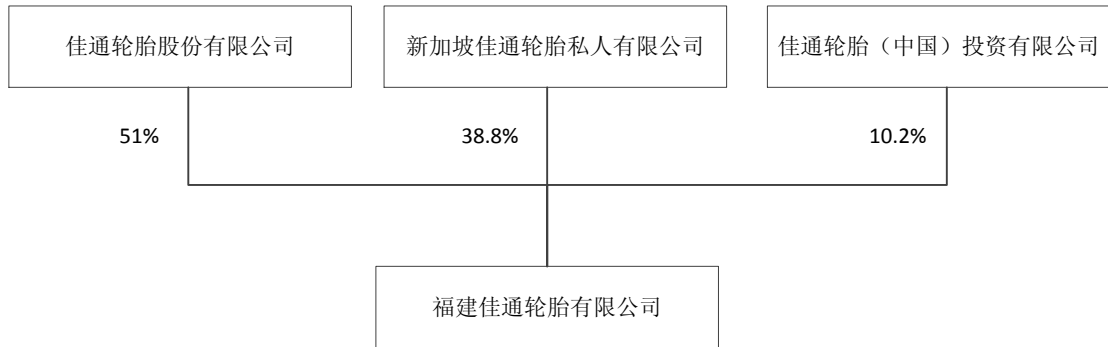 佳通轮胎股份有限公司
新加坡佳通轮胎私人有限公司
佳通轮胎（中国）投资有限公司
51%
38.8%
10.2%
福建佳通轮胎有限公司